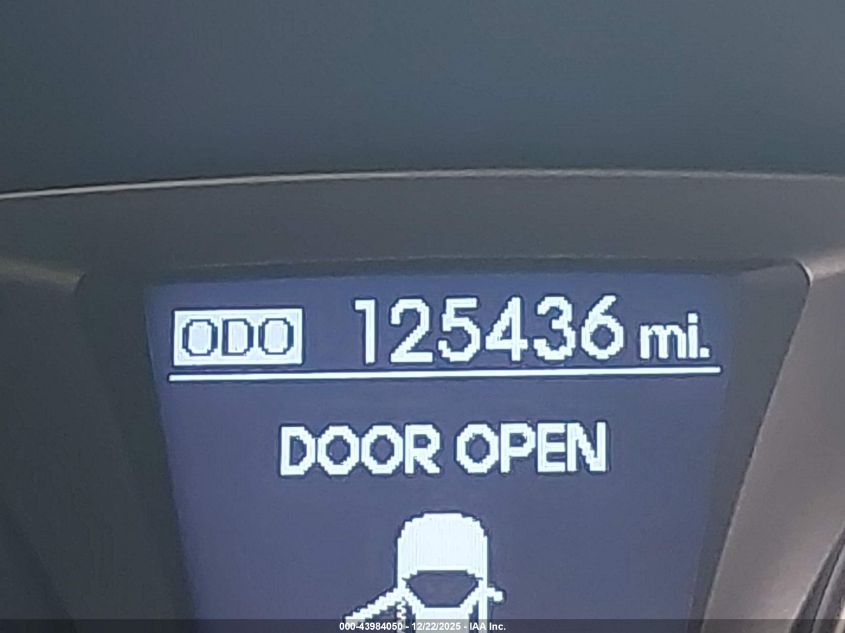 ODO 125436 mi.
DOOR OPEN
000-43984050 - 12/22/2025 - IAA Inc.